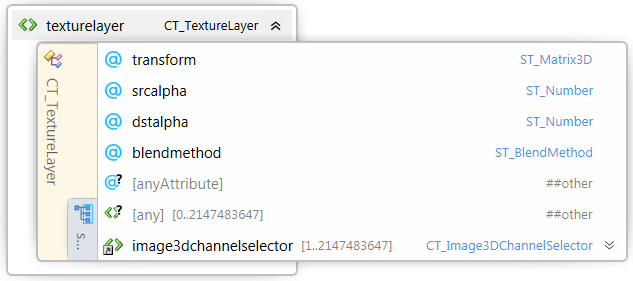 texturelayer CT_TextureLayer
CT_TextureLayer
transform ST_Matrix3D
srcalpha ST_Number
dstalpha ST_Number
blendmethod ST_BlendMethod
[anyAttribute] ##other
[any] [0..2147483647] ##other
S...
image3dchannelselector [1..2147483647] CT_Image3DChannelSelector